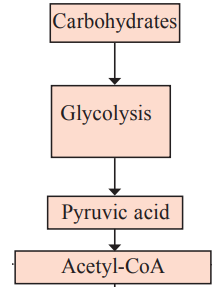 Carbohydrates
Glycolysis
Pyruvic acid
Acetyl-CoA